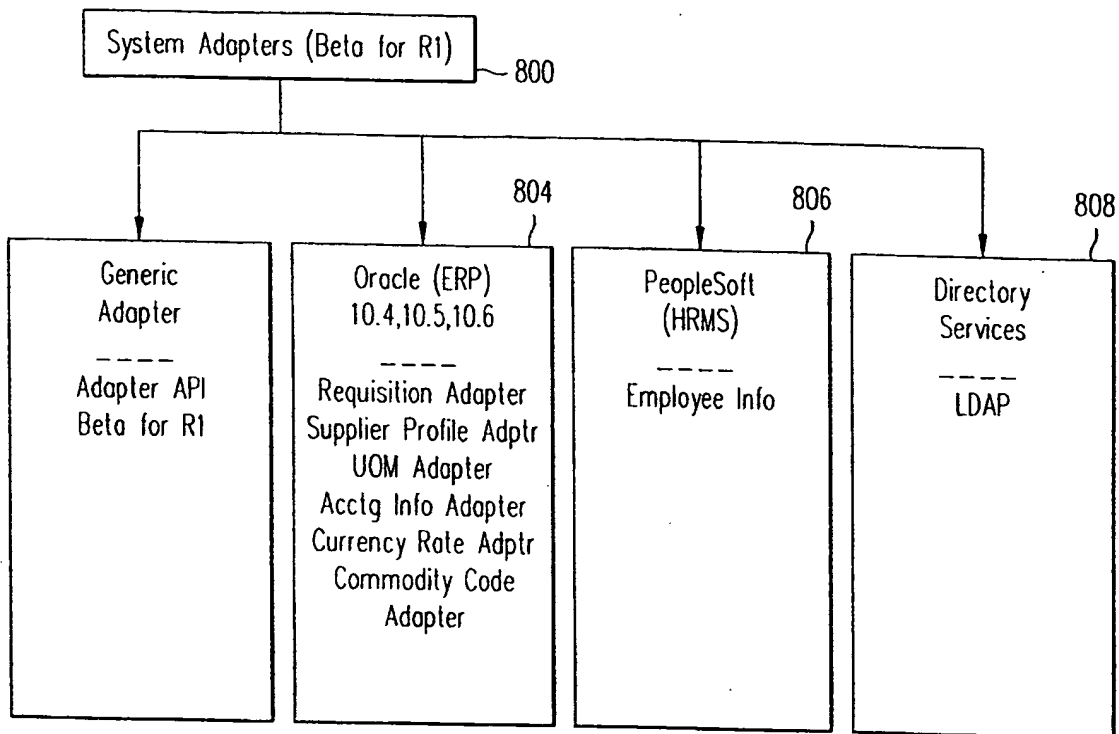 System Adapters (Beta for R1)
800
804
806
808
Generic
Adapter
Adapter API
Beta for R1
Oracle (ERP)
10.4,10.5,10.6
Requisition Adapter
Supplier Profile Adptr
UOM Adapter
Acctg Info Adapter
Currency Rate Adptr
Commodity Code
Adapter
PeopleSoft
(HRMS)
Employee Info
Directory
Services
LDAP